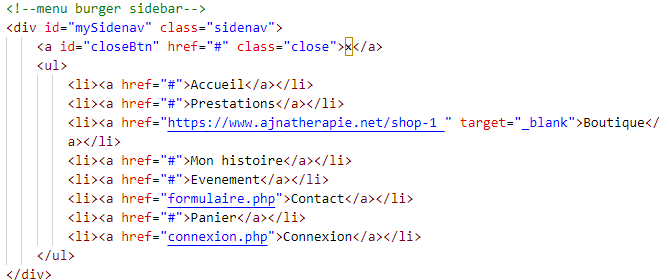 <!--menu burger sidebar-->
<div id="mySidenav" class="sidenav">
    <a id="closeBtn" href="#" class="close">×</a>
    <ul>
        <li><a href="#">Accueil</a></li>
        <li><a href="#">Prestations</a></li>
        <li><a href="https://www.ajnatherapie.net/shop-1 " target="_blank">Boutique</
        a></li>
        <li><a href="#">Mon histoire</a></li>
        <li><a href="#">Evenement</a></li>
        <li><a href="formulaire.php">Contact</a></li>
        <li><a href="#">Panier</a></li>
        <li><a href="connexion.php">Connexion</a></li>
    </ul>
</div>